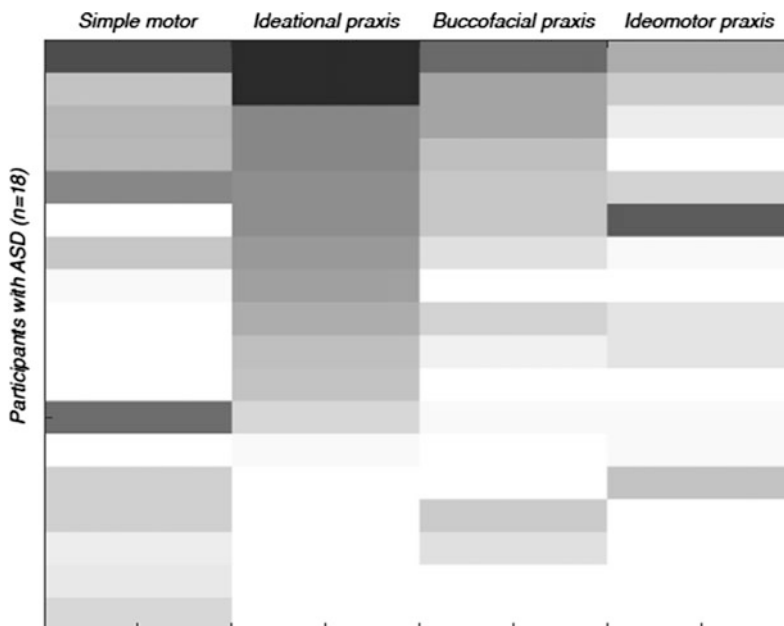 Simple motor Ideational praxis Buccofacial praxis Ideomotor praxis
Participants with ASD (n=18)